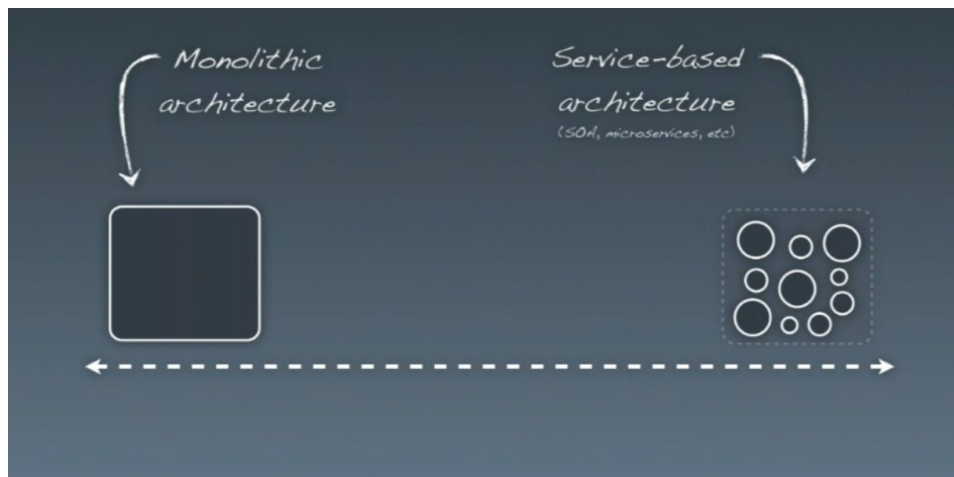 Monolithic
architecture
Service-based
architecture
(SOA, microservices, etc)